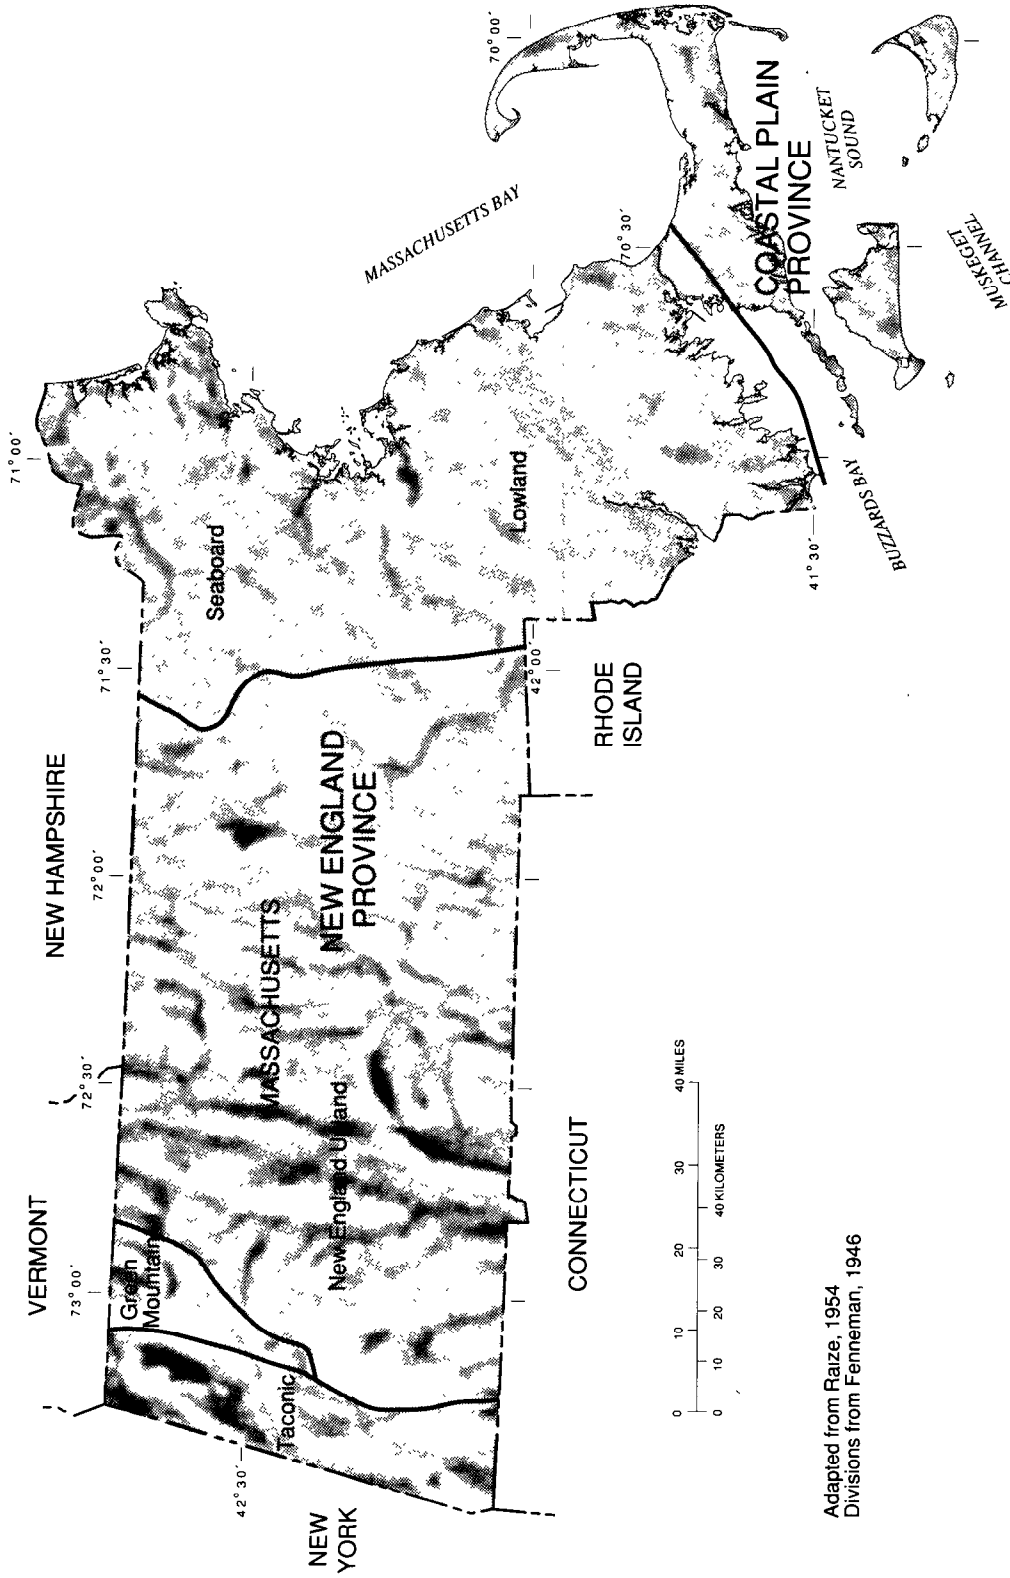 VERMONT
NEW HAMPSHIRE
NEW
YORK
CONNECTICUT
RHODE
ISLAND
73°00′
72°30′
72°00′
71°30′
71°00′
70°30′
70°00′
42°30′
42°00′
41°30′
Green
Mountain
Taconic
New England Upland
MASSACHUSETTS
NEW ENGLAND
PROVINCE
Seaboard
Lowland
COASTAL PLAIN
PROVINCE
MASSACHUSETTS BAY
NANTUCKET
SOUND
MUSKEGET
CHANNEL
BUZZARDS BAY
0 10 20 30 40 MILES
0 10 20 30 40 KILOMETERS
Adapted from Raize, 1954
Divisions from Fenneman, 1946